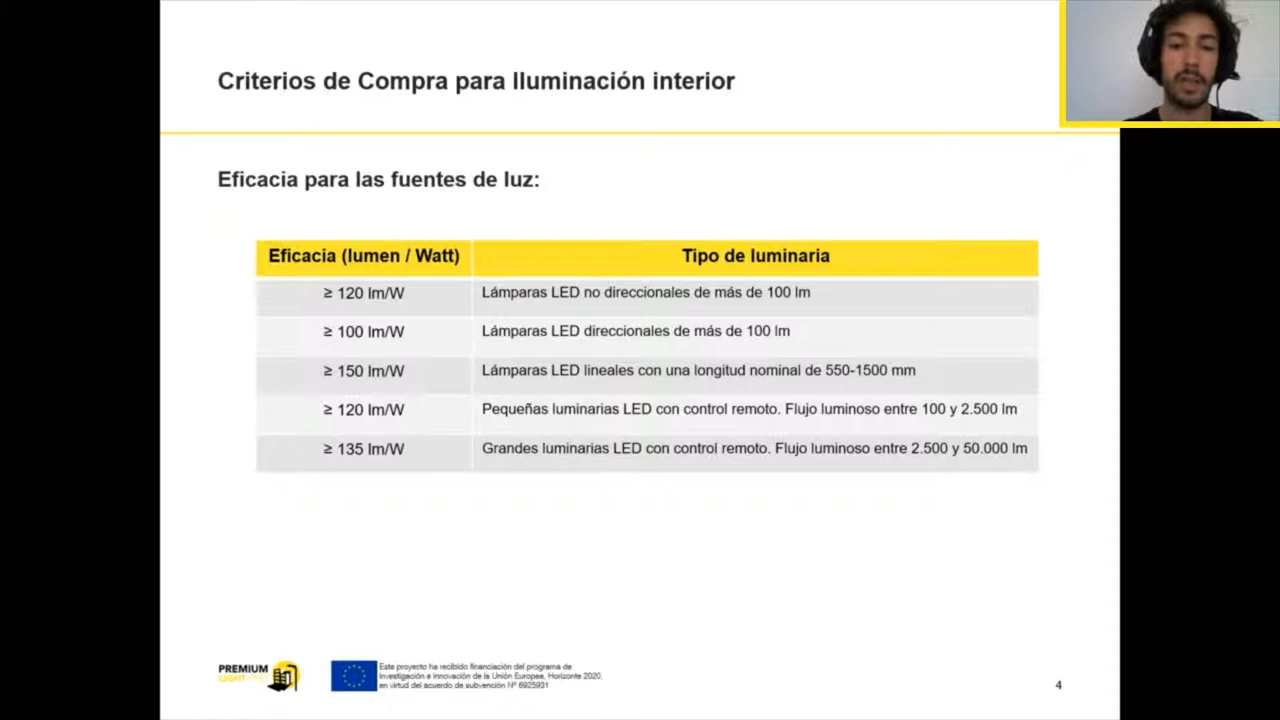 Criterios de Compra para Iluminación interior
Eficacia para las fuentes de luz:
Eficacia (lumen / Watt) Tipo de luminaria
≥ 120 lm/W Lámparas LED no direccionales de más de 100 lm
≥ 100 lm/W Lámparas LED direccionales de más de 100 lm
≥ 150 lm/W Lámparas LED lineales con una longitud nominal de 550-1500 mm
≥ 120 lm/W Pequeñas luminarias LED con control remoto. Flujo luminoso entre 100 y 2.500 lm
≥ 135 lm/W Grandes luminarias LED con control remoto. Flujo luminoso entre 2.500 y 50.000 lm
PREMIUM
LIGHT
Este proyecto ha recibido financiación del programa de
investigación e innovación de la Unión Europea, Horizonte 2020,
en virtud del acuerdo de subvención Nº 6925931
4